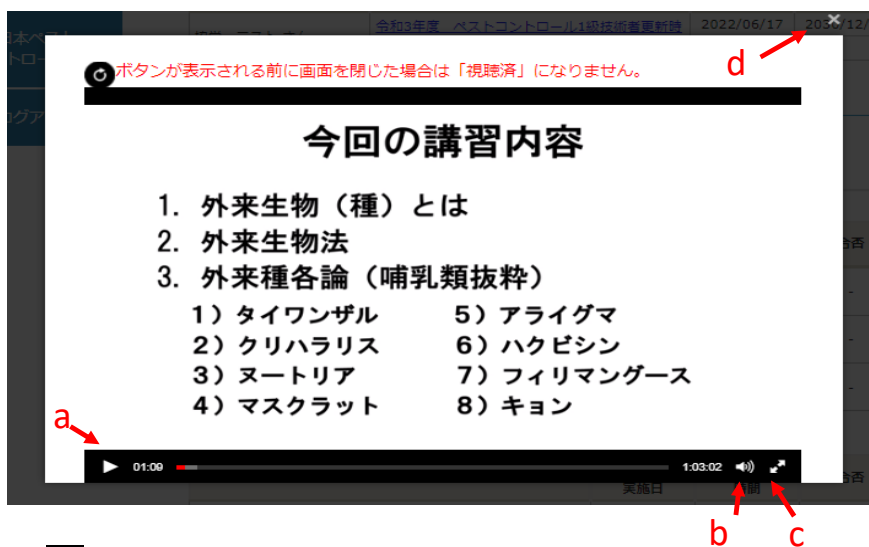 令和3年度 ペストコントロール1級技術者更新時
2022/06/17
2030/12/
d
ボタンが表示される前に画面を閉じた場合は「視聴済」になりません。
今回の講習内容
1. 外来生物（種）とは
2. 外来生物法
3. 外来種各論（哺乳類抜粋）
1）タイワンザル 5）アライグマ
2）クリハラリス 6）ハクビシン
3）ヌートリア 7）フィリマングース
4）マスクラット 8）キョン
a
01:09
1:03:02
実施日
合否
合否
b c